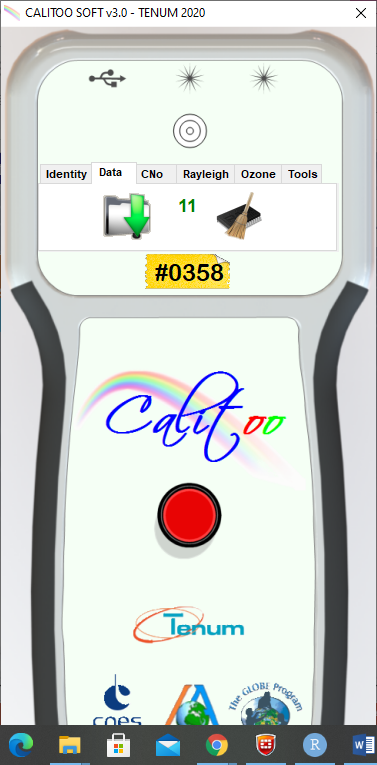 CALITOO SOFT v3.0 - TENUM 2020
Identity Data CNo Rayleigh Ozone Tools
11
#0358
Calitoo
Tenum
cnes
The GLOBE Program
R
W